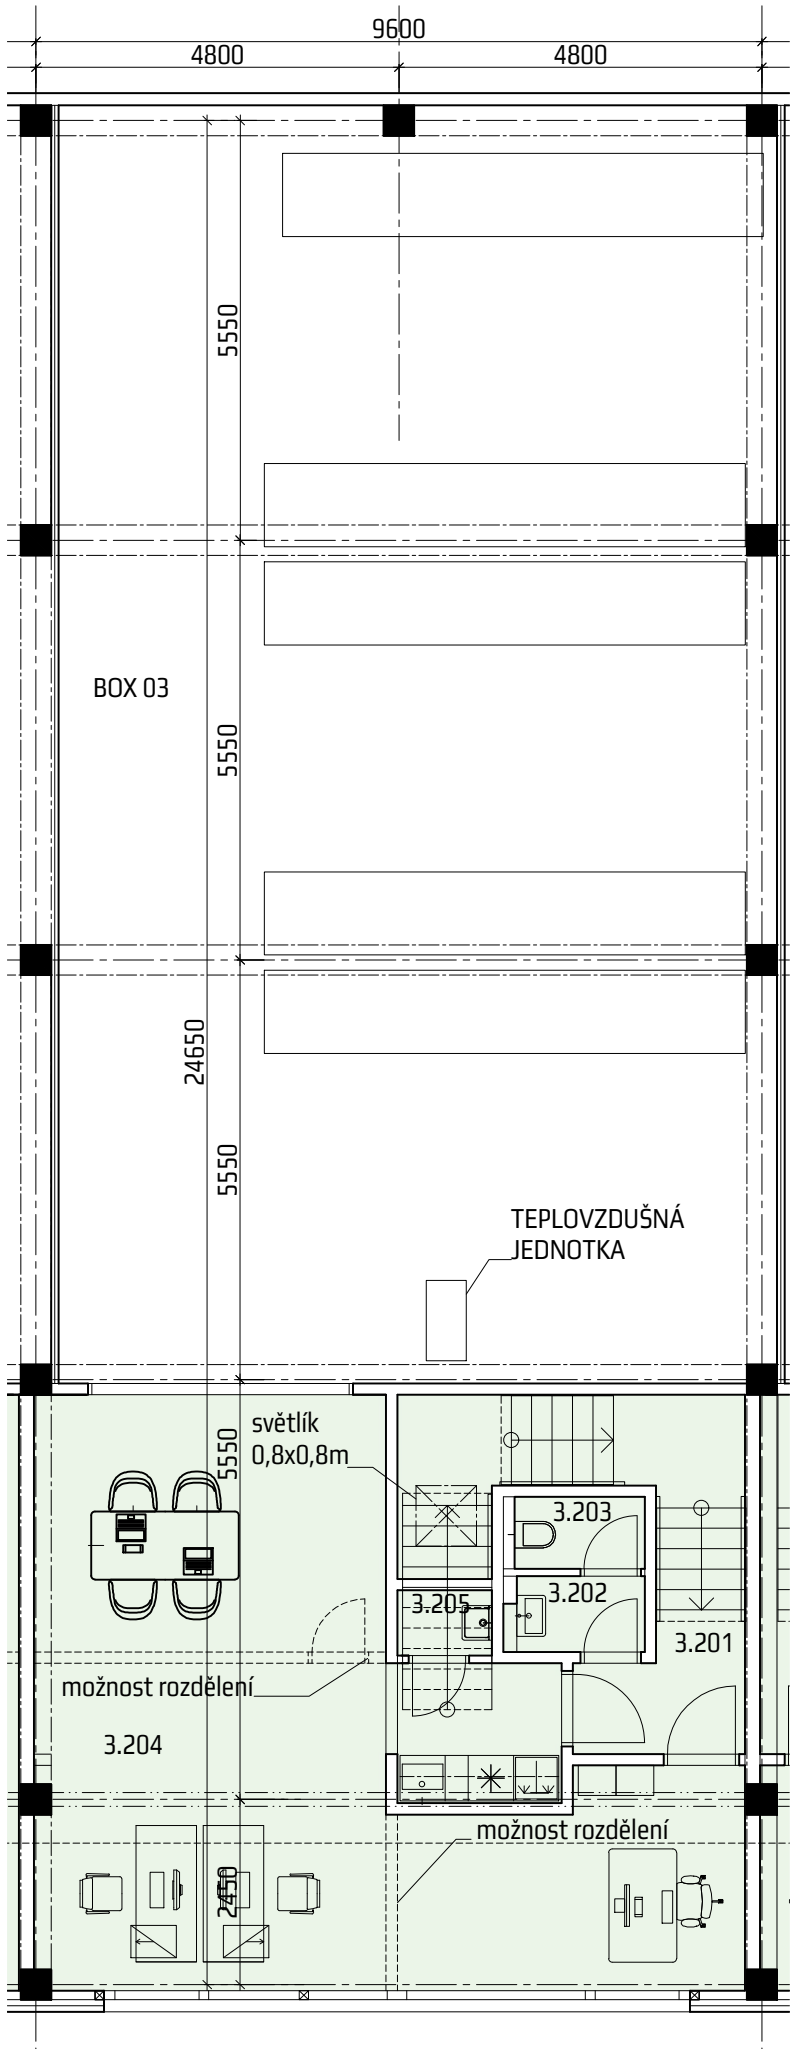 9600
4800
4800
5550
BOX 03
5550
24650
5550
TEPLOVZDUŠNÁ
JEDNOTKA
světlík
0,8x0,8m
5550
3.203
3.202
3.205
3.201
možnost rozdělení
3.204
možnost rozdělení
2450